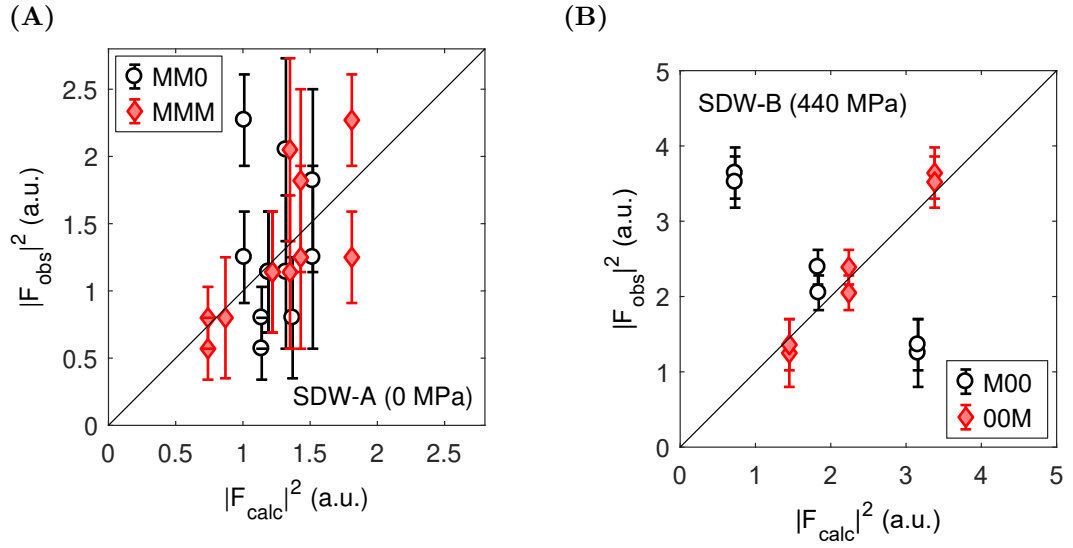 (A)
|F_obs|^2 (a.u.)
2.5
2
1.5
1
0.5
0
MM0
MMM
SDW-A (0 MPa)
0
0.5
1
1.5
2
2.5
|F_calc|^2 (a.u.)
(B)
|F_obs|^2 (a.u.)
5
4
3
2
1
0
SDW-B (440 MPa)
M00
00M
0
1
2
3
4
5
|F_calc|^2 (a.u.)